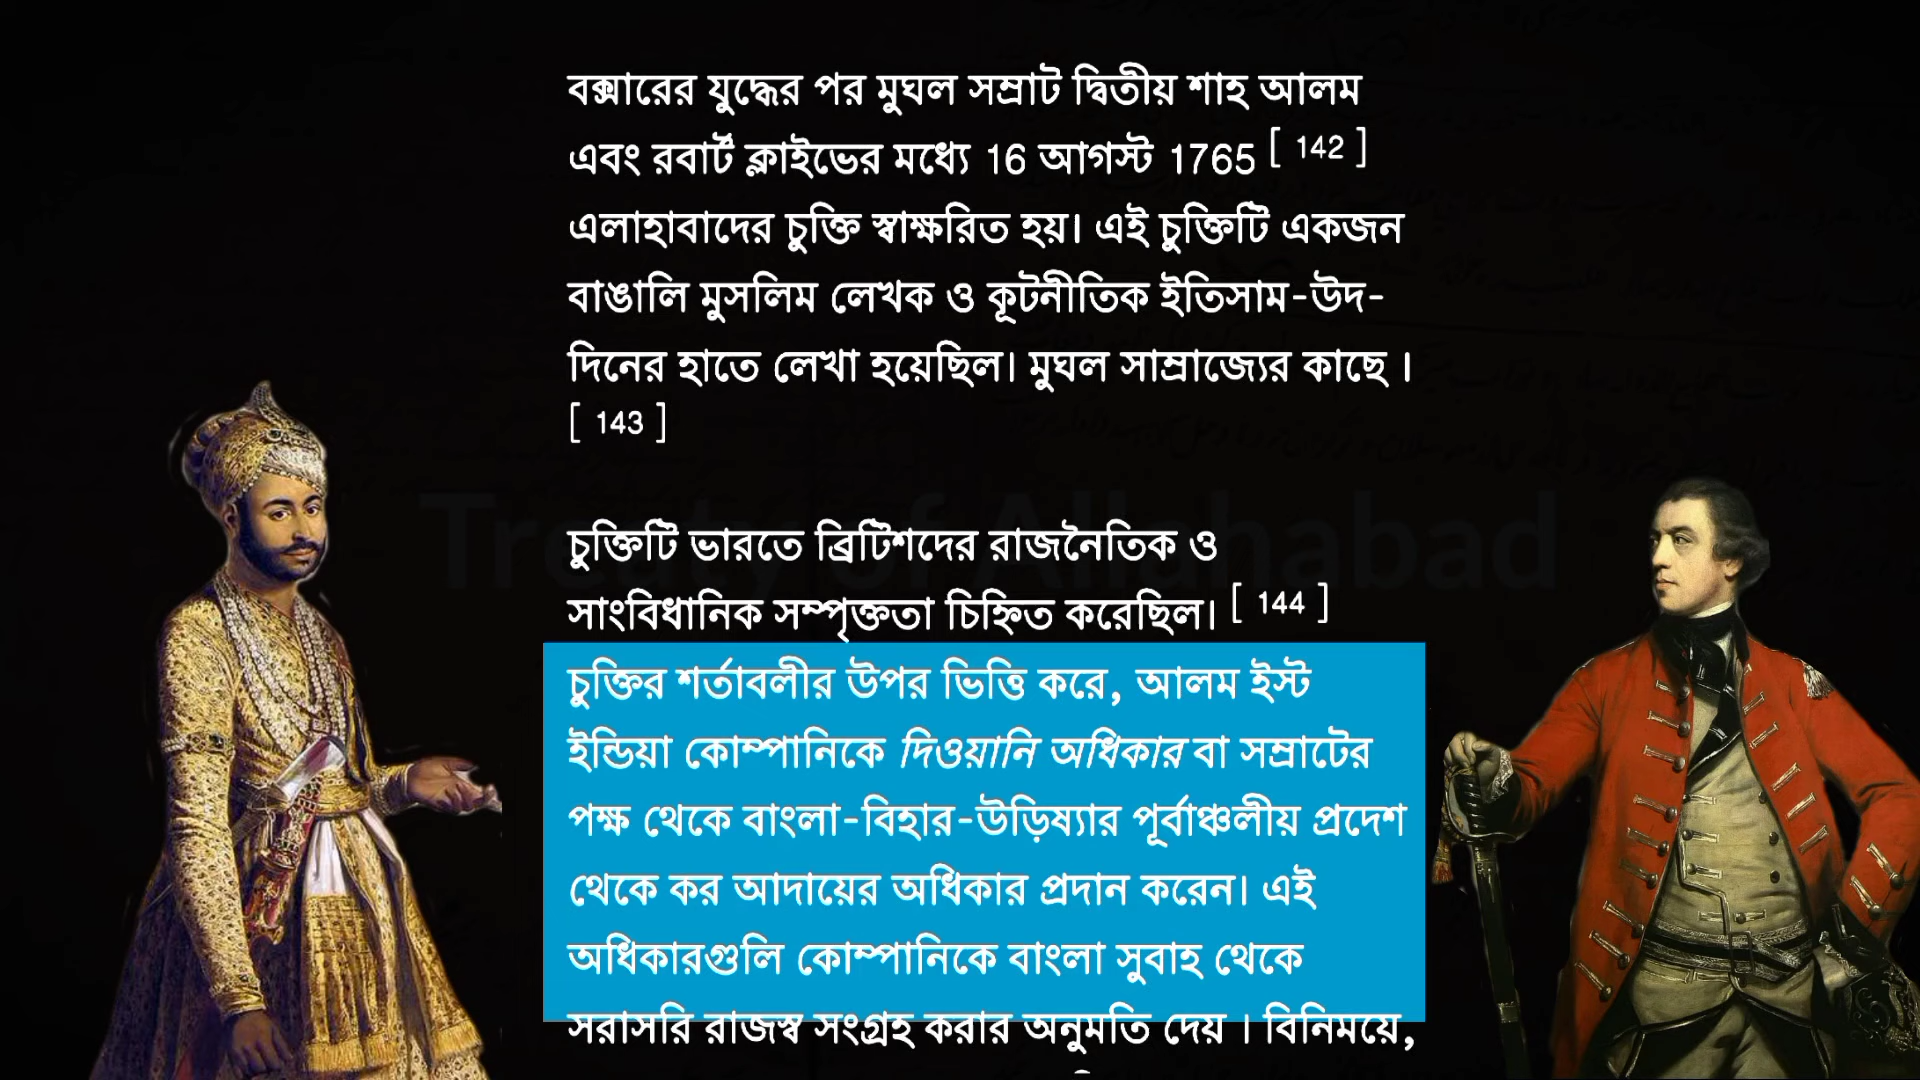 বক্সারের যুদ্ধের পর মুঘল সম্রাট দ্বিতীয় শাহ আলম
এবং রবার্ট ক্লাইভের মধ্যে 16 আগস্ট 1765 [ 142 ]
এলাহাবাদের চুক্তি স্বাক্ষরিত হয়। এই চুক্তিটি একজন
বাঙালি মুসলিম লেখক ও কূটনীতিক ইতিসাম-উদ-
দিনের হাতে লেখা হয়েছিল। মুঘল সাম্রাজ্যের কাছে ।
[ 143 ]
Treaty of Allahabad
চুক্তিটি ভারতে ব্রিটিশদের রাজনৈতিক ও
সাংবিধানিক সম্পৃক্ততা চিহ্নিত করেছিল। [ 144 ]
চুক্তির শর্তাবলীর উপর ভিত্তি করে, আলম ইস্ট
ইন্ডিয়া কোম্পানিকে দিওয়ানি অধিকার বা সম্রাটের
পক্ষ থেকে বাংলা-বিহার-উড়িষ্যার পূর্বাঞ্চলীয় প্রদেশ
থেকে কর আদায়ের অধিকার প্রদান করেন। এই
অধিকারগুলি কোম্পানিকে বাংলা সুবাহ থেকে
সরাসরি রাজস্ব সংগ্রহ করার অনুমতি দেয় । বিনিময়ে,